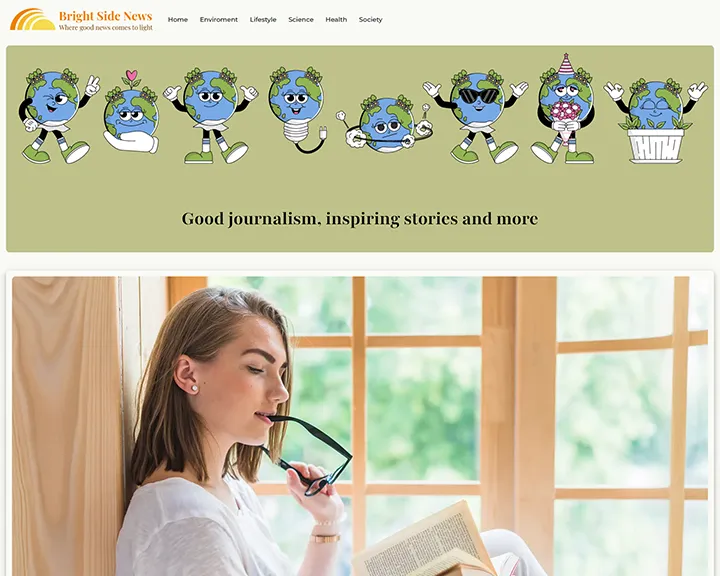 Bright Side News
Where good news comes to light
Home Enviroment Lifestyle Science Health Society
Good journalism, inspiring stories and more